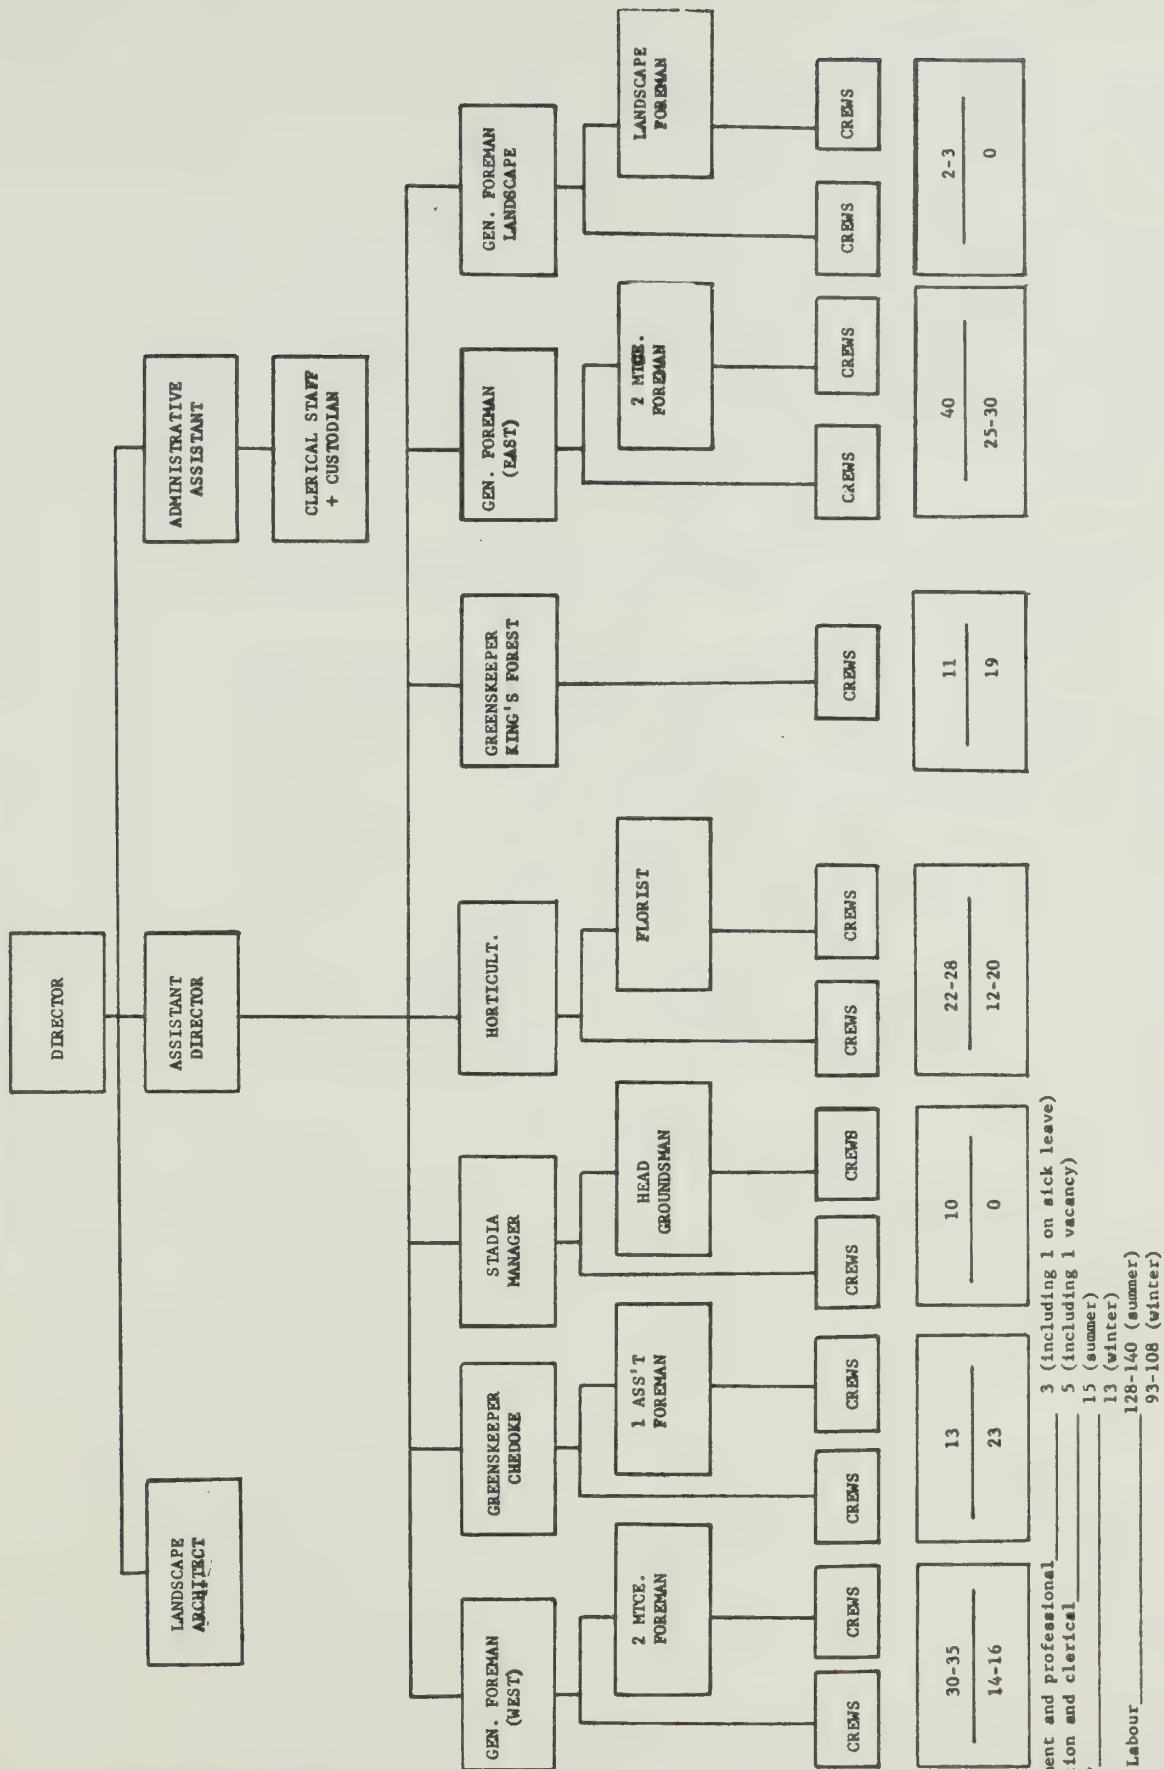 DIRECTOR
LANDSCAPE
ARCHITECT
ASSISTANT
DIRECTOR
ADMINISTRATIVE
ASSISTANT
CLERICAL STAFF
+ CUSTODIAN
GEN. FOREMAN
(WEST)
GREENSKEEPER
CHEDOKE
STADIA
MANAGER
HORTICULT.
GREENSKEEPER
KING'S FOREST
GEN. FOREMAN
(EAST)
GEN. FOREMAN
LANDSCAPE
2 MTCE.
FOREMAN
1 ASS'T
FOREMAN
HEAD
GROUNDSMAN
FLORIST
2 MTCE.
FOREMAN
LANDSCAPE
FOREMAN
CREWS
CREWS
CREWS
CREWS
CREWS
CREWS
CREWS
CREWS
CREWS
CREWS
CREWS
CREWS
CREWS
30-35
14-16
13
23
10
0
22-28
12-20
11
19
40
25-30
2-3
0
and professional 3 (including 1 on sick leave)
and clerical 5 (including 1 vacancy)
15 (summer)
13 (winter)
Labour 128-140 (summer)
93-108 (winter)